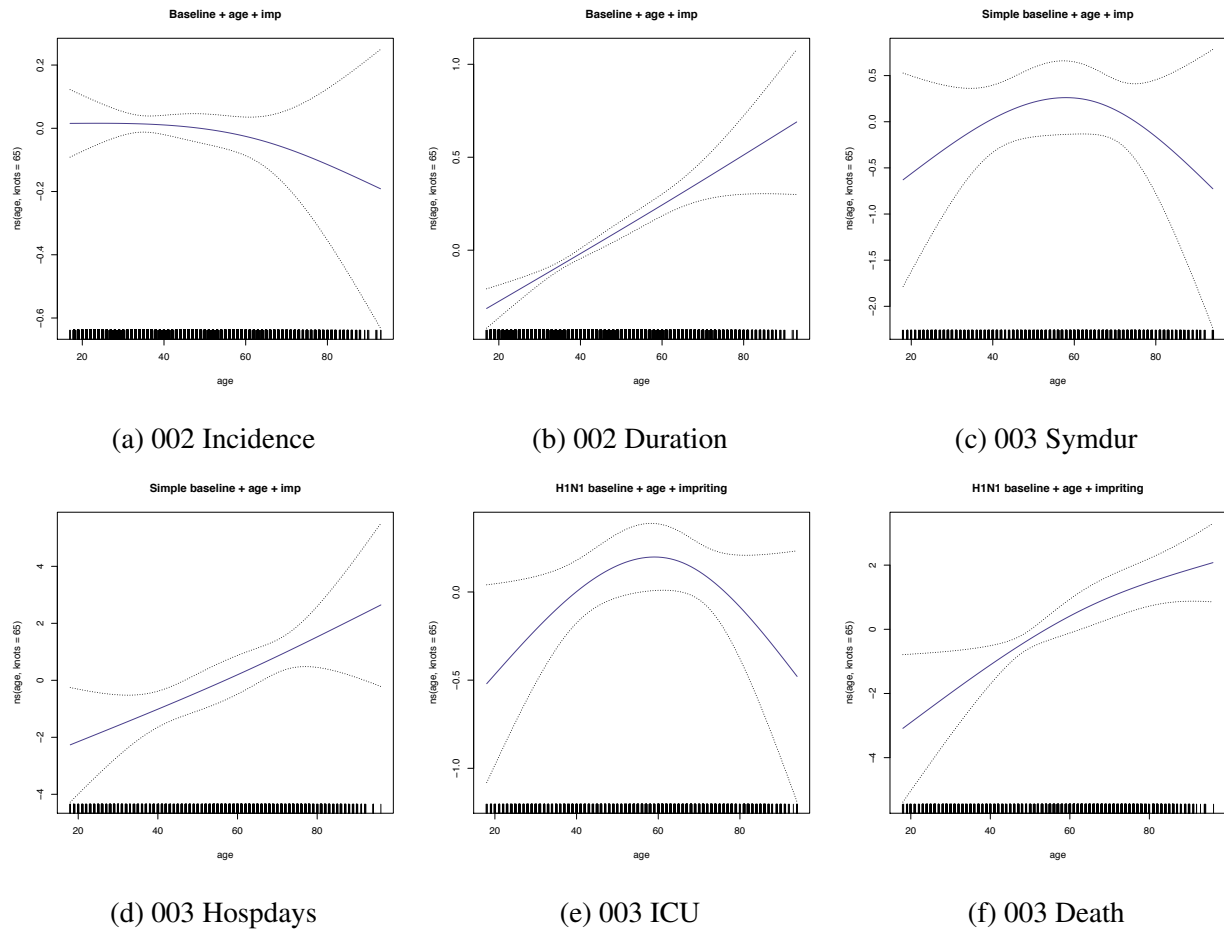 Baseline + age + imp
ns(age, knots = 65)
0.2
0.0
−0.2
−0.4
−0.6
20 40 60 80
age
(a) 002 Incidence
Baseline + age + imp
ns(age, knots = 65)
1.0
0.5
0.0
20 40 60 80
age
(b) 002 Duration
Simple baseline + age + imp
ns(age, knots = 65)
0.5
0.0
−0.5
−1.0
−1.5
−2.0
20 40 60 80
age
(c) 003 Symdur
Simple baseline + age + imp
ns(age, knots = 65)
4
2
0
−2
−4
20 40 60 80
age
(d) 003 Hospdays
H1N1 baseline + age + impriting
ns(age, knots = 65)
0.0
−0.5
−1.0
20 40 60 80
age
(e) 003 ICU
H1N1 baseline + age + impriting
ns(age, knots = 65)
2
0
−2
−4
20 40 60 80
age
(f) 003 Death